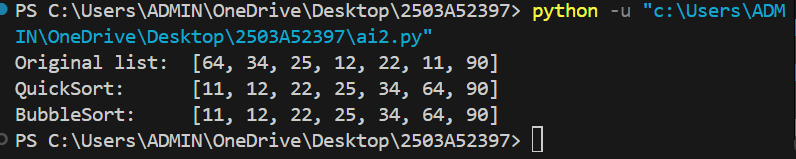 PS C:\Users\ADMIN\OneDrive\Desktop\2503A52397> python -u "c:\Users\ADM
IN\OneDrive\Desktop\2503A52397\ai2.py"
Original list:  [64, 34, 25, 12, 22, 11, 90]
QuickSort:      [11, 12, 22, 25, 34, 64, 90]
BubbleSort:     [11, 12, 22, 25, 34, 64, 90]
PS C:\Users\ADMIN\OneDrive\Desktop\2503A52397>